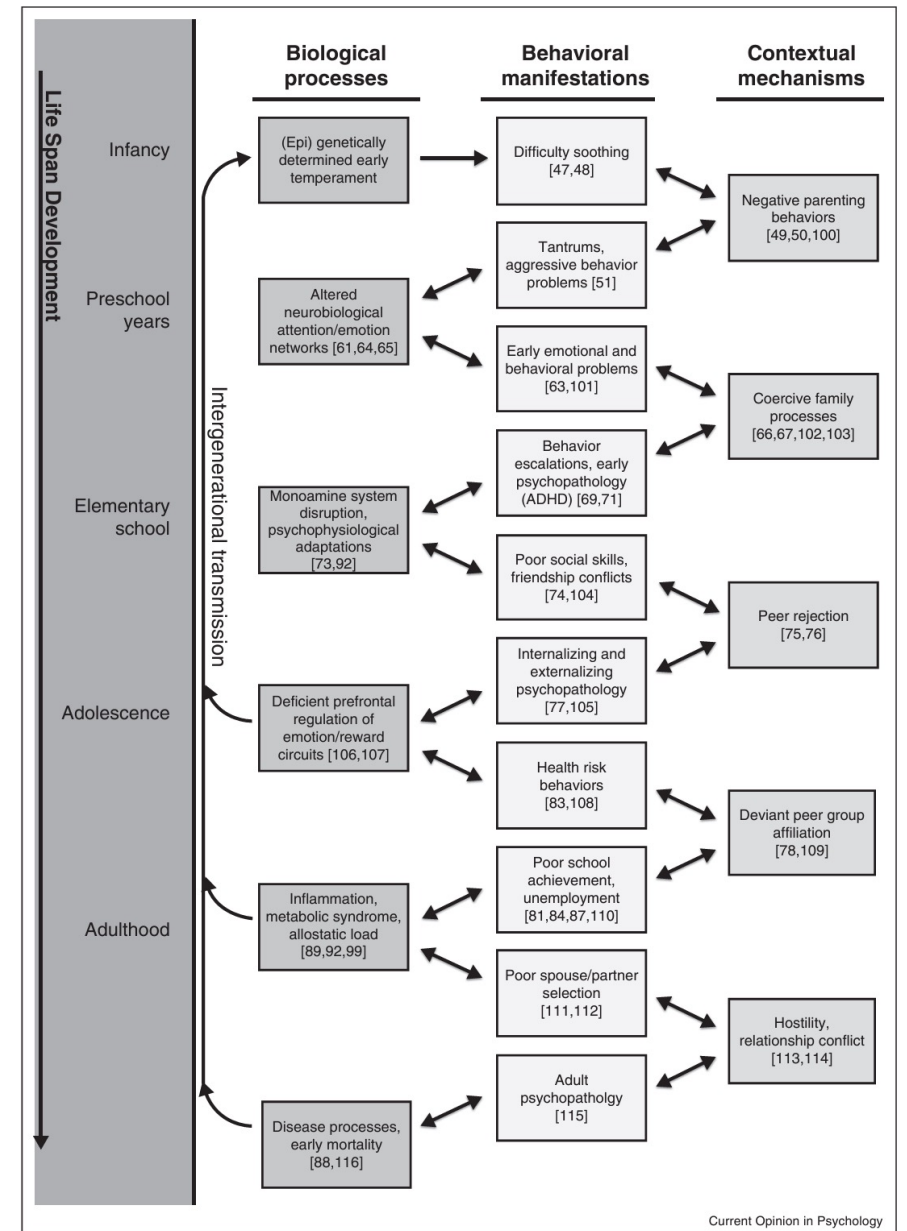 Biological
processes
Behavioral
manifestations
Contextual
mechanisms
Life Span Development
Infancy
Preschool
years
Elementary
school
Adolescence
Adulthood
Intergenerational transmission
(Epi) genetically
determined early
temperament
Difficulty soothing
[47,48]
Negative parenting
behaviors
[49,50,100]
Tantrums,
aggressive behavior
problems [51]
Altered
neurobiological
attention/emotion
networks [61,64,65]
Early emotional and
behavioral problems
[63,101]
Coercive family
processes
[66,67,102,103]
Behavior
escalations, early
psychopathology
(ADHD) [69,71]
Monoamine system
disruption,
psychophysiological
adaptations
[73,92]
Poor social skills,
friendship conflicts
[74,104]
Peer rejection
[75,76]
Internalizing and
externalizing
psychopathology
[77,105]
Deficient prefrontal
regulation of
emotion/reward
circuits [106,107]
Health risk
behaviors
[83,108]
Deviant peer group
affiliation
[78,109]
Poor school
achievement,
unemployment
[81,84,87,110]
Inflammation,
metabolic syndrome,
allostatic load
[89,92,99]
Poor spouse/partner
selection
[111,112]
Hostility,
relationship conflict
[113,114]
Adult
psychopatholgy
[115]
Disease processes,
early mortality
[88,116]
Current Opinion in Psychology